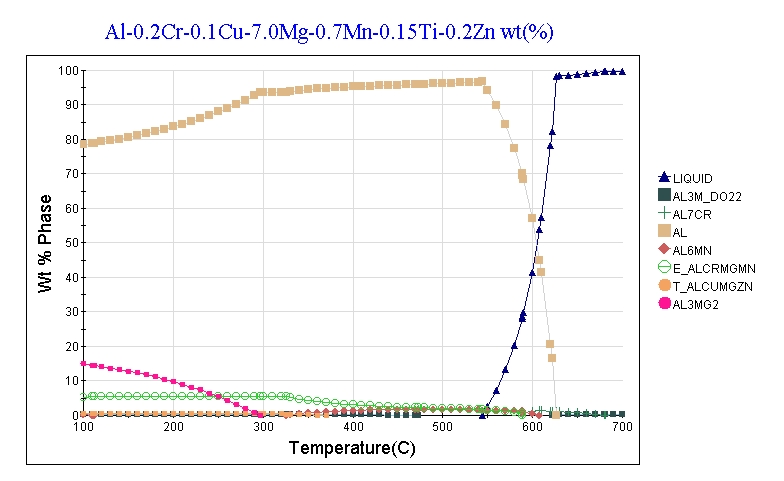 Al-0.2Cr-0.1Cu-7.0Mg-0.7Mn-0.15Ti-0.2Zn wt(%)
100
90
80
70
60
50
40
30
20
10
0
Wt % Phase
100 200 300 400 500 600 700
Temperature(C)
LIQUID
AL3M_DO22
AL7CR
AL
AL6MN
E_ALCRMGMN
T_ALCUMGZN
AL3MG2